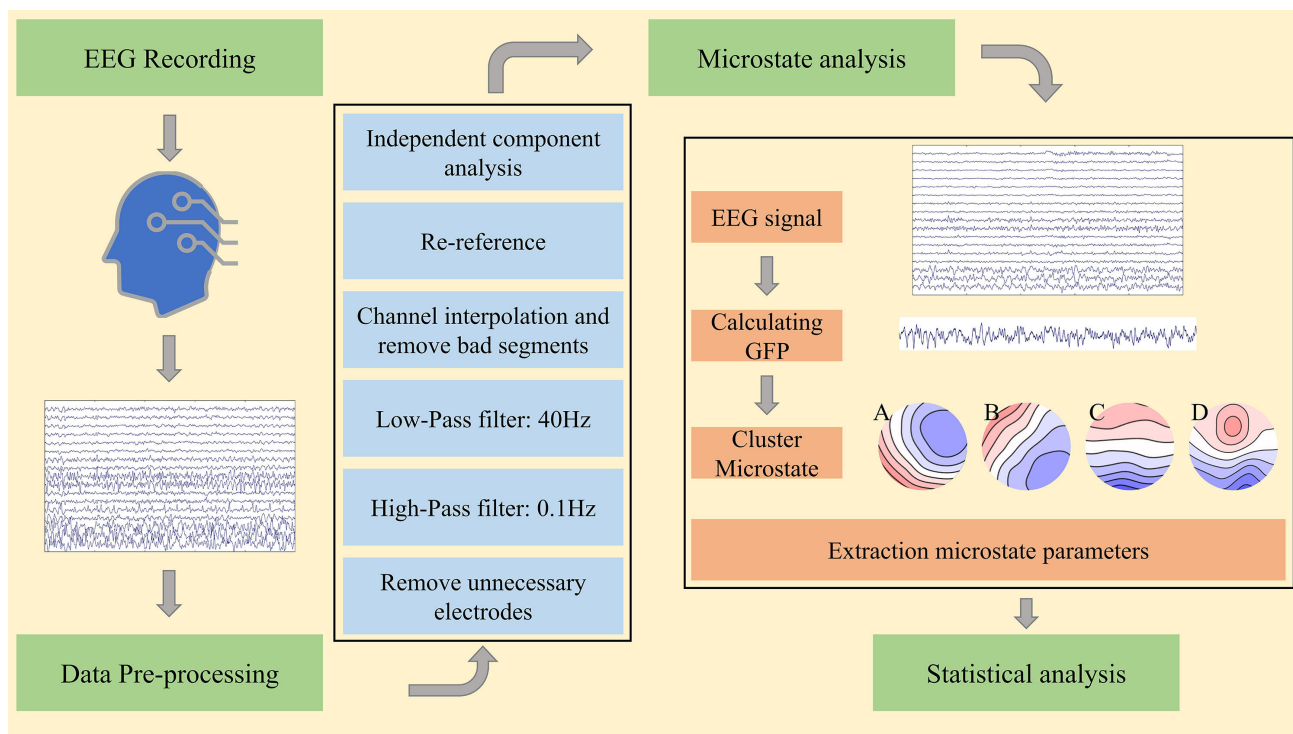 EEG Recording
Data Pre-processing
Independent component
analysis
Re-reference
Channel interpolation and
remove bad segments
Low-Pass filter: 40Hz
High-Pass filter: 0.1Hz
Remove unnecessary
electrodes
Microstate analysis
EEG signal
Calculating
GFP
Cluster
Microstate
A
B
C
D
Extraction microstate parameters
Statistical analysis